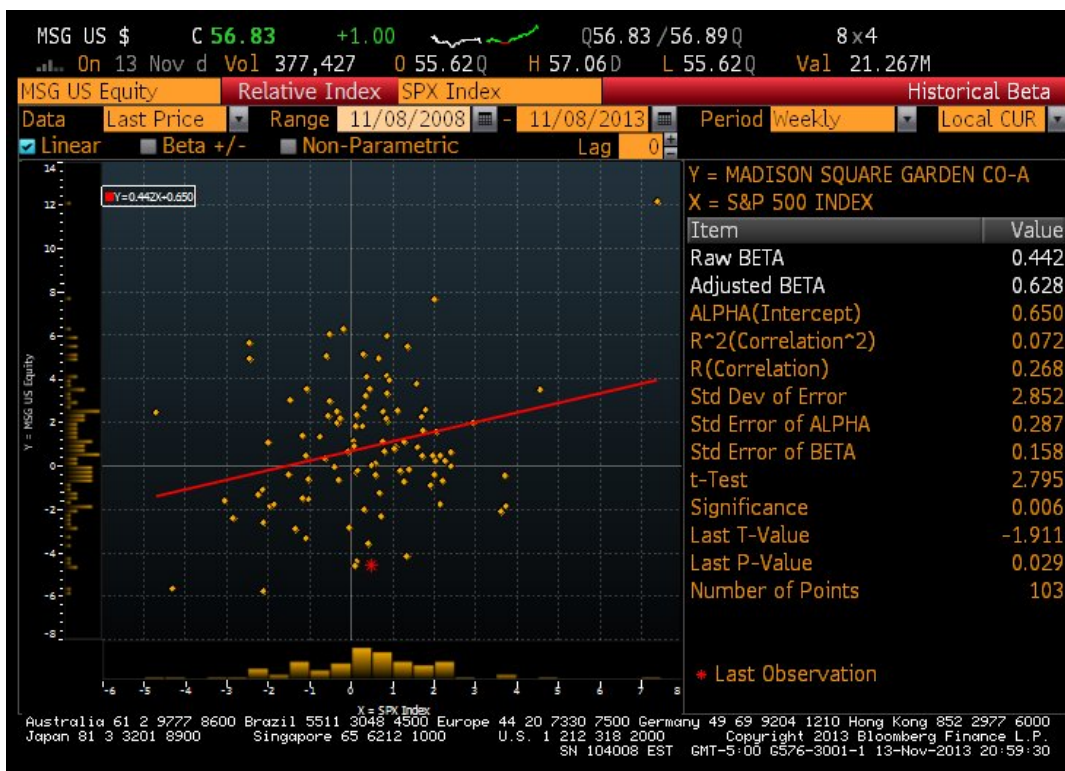 MSG US $ C 56.83 +1.00 Q56.83/56.89Q 8x4
On 13 Nov d Vol 377,427 O 55.62Q H 57.06D L 55.62Q Val 21.267M
MSG US Equity Relative Index SPX Index Historical Beta
Data Last Price Range 11/08/2008 - 11/08/2013 Period Weekly Local CUR
Linear Beta +/- Non-Parametric Lag 0
Y=0.442X+0.650
14
12
10
8
6
4
2
0
-2
-4
-6
-8
Y = MSG US Equity
-6 -5 -4 -3 -2 -1 0 1 2 3 4 5 6 7 8
X = SPX Index
Y = MADISON SQUARE GARDEN CO-A
X = S&P 500 INDEX
Item Value
Raw BETA 0.442
Adjusted BETA 0.628
ALPHA(Intercept) 0.650
R^2(Correlation^2) 0.072
R(Correlation) 0.268
Std Dev of Error 2.852
Std Error of ALPHA 0.287
Std Error of BETA 0.158
t-Test 2.795
Significance 0.006
Last T-Value -1.911
Last P-Value 0.029
Number of Points 103
* Last Observation
Australia 61 2 9777 8600 Brazil 5511 3048 4500 Europe 44 20 7330 7500 Germany 49 69 9204 1210 Hong Kong 852 2977 6000
Japan 81 3 3201 8900 Singapore 65 6212 1000 U.S. 1 212 318 2000 Copyright 2013 Bloomberg Finance L.P.
SN 104008 EST GMT-5:00 G576-3001-1 13-Nov-2013 20:59:30